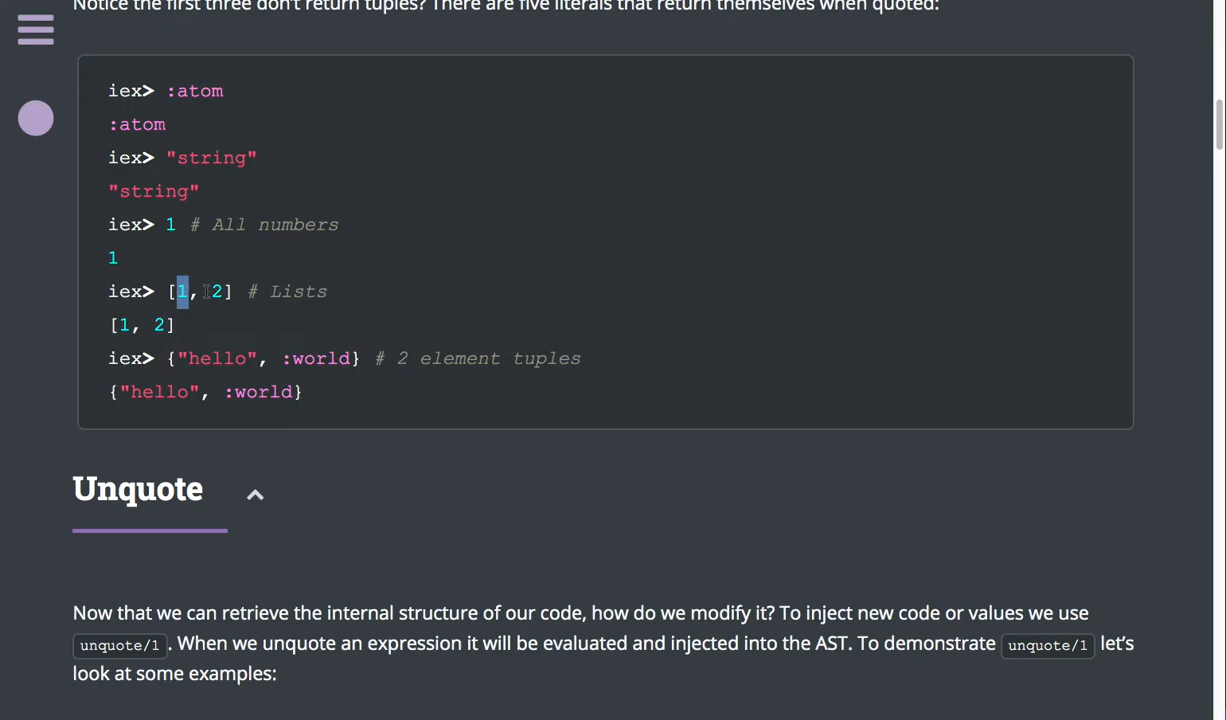 Notice the first three don't return tuples? There are five literals that return themselves when quoted:
iex> :atom
:atom
iex> "string"
"string"
iex> 1 # All numbers
1
iex> [1, 2] # Lists
[1, 2]
iex> {"hello", :world} # 2 element tuples
{"hello", :world}
Unquote
Now that we can retrieve the internal structure of our code, how do we modify it? To inject new code or values we use
unquote/1. When we unquote an expression it will be evaluated and injected into the AST. To demonstrate unquote/1 let's
look at some examples: